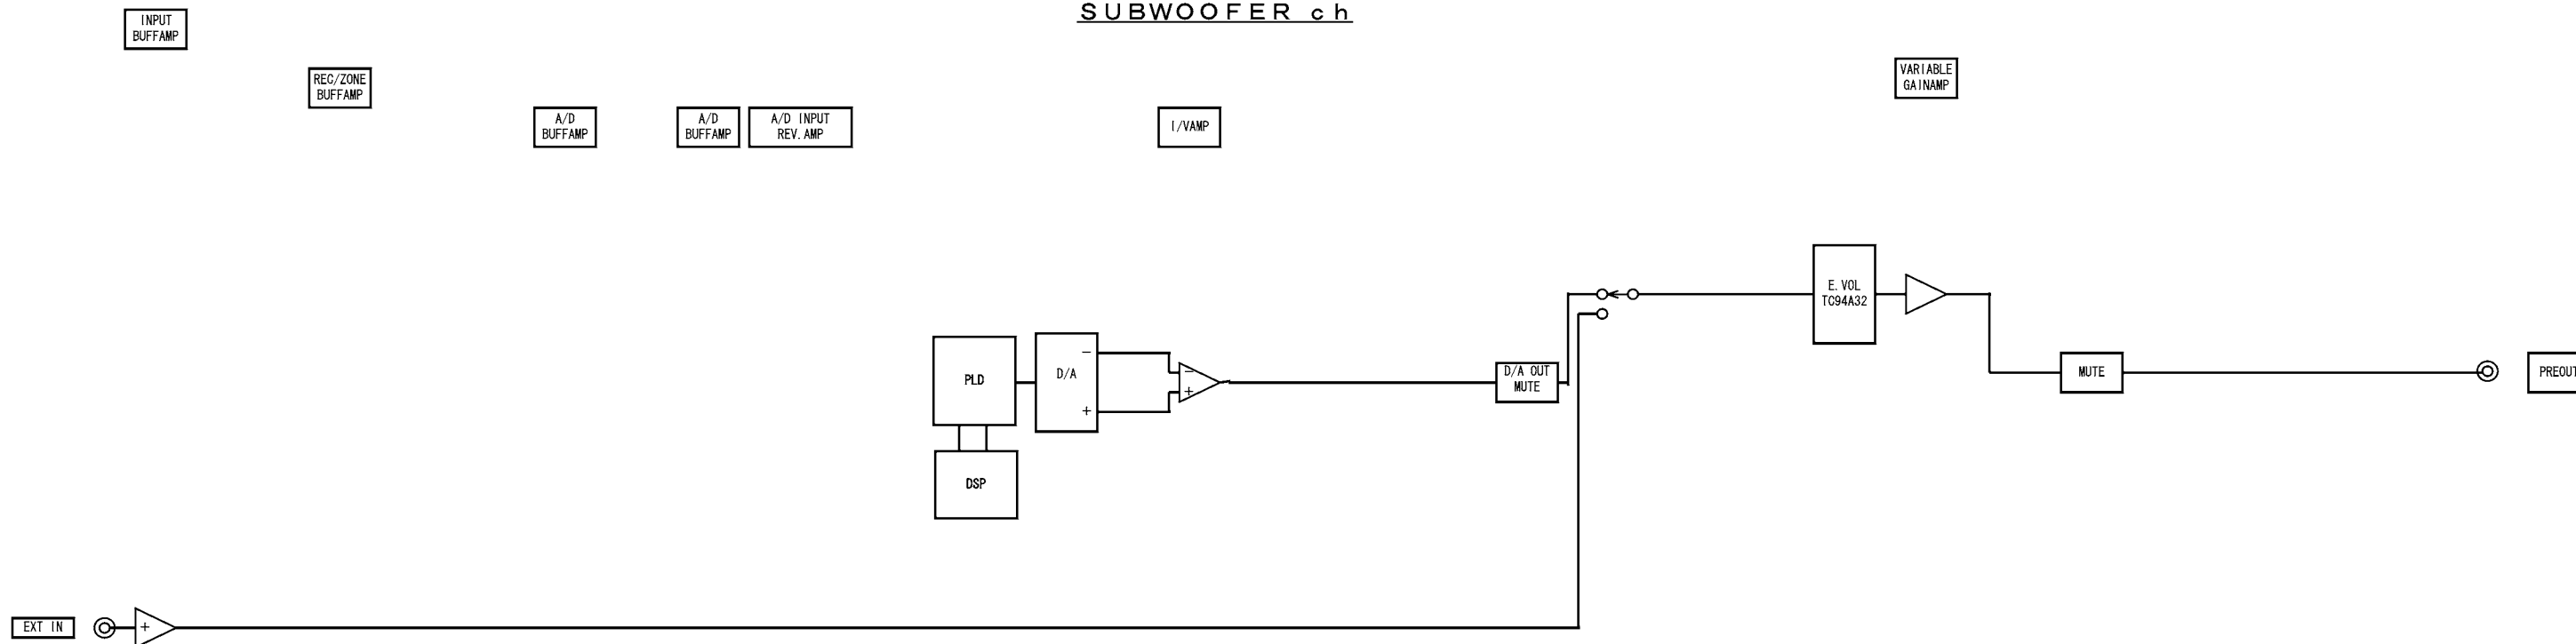 SUBWOOFER ch
INPUT
BUFFAMP
REC/ZONE
BUFFAMP
A/D
BUFFAMP
A/D
BUFFAMP
A/D INPUT
REV.AMP
I/VAMP
VARIABLE
GAINAMP
E.VOL
TC94A32
PLD
D/A
−
+
−
+
D/A OUT
MUTE
MUTE
PREOUT
DSP
EXT IN
+